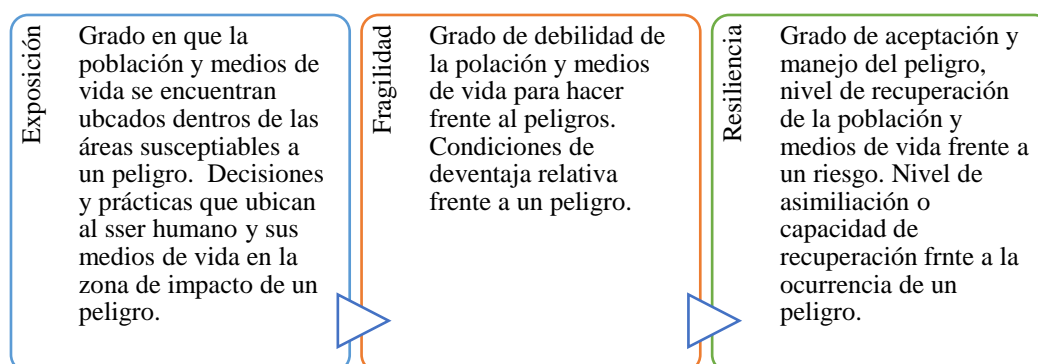 Exposición
Grado en que la
población y medios de
vida se encuentran
ubcados dentro de las
áreas susceptiables a
un peligro.  Decisiones
y prácticas que ubican
al sser humano y sus
medios de vida en la
zona de impacto de un
peligro.
Fragilidad
Grado de debilidad de
la polación y medios
de vida para hacer
frente al peligros.
Condiciones de
deventaja relativa
frente a un peligro.
Resiliencia
Grado de aceptación y
manejo del peligro,
nivel de recuperación
de la población y
medios de vida frente a
un riesgo. Nivel de
asimiliación o
capacidad de
recuperación frnte a la
ocurrencia de un
peligro.